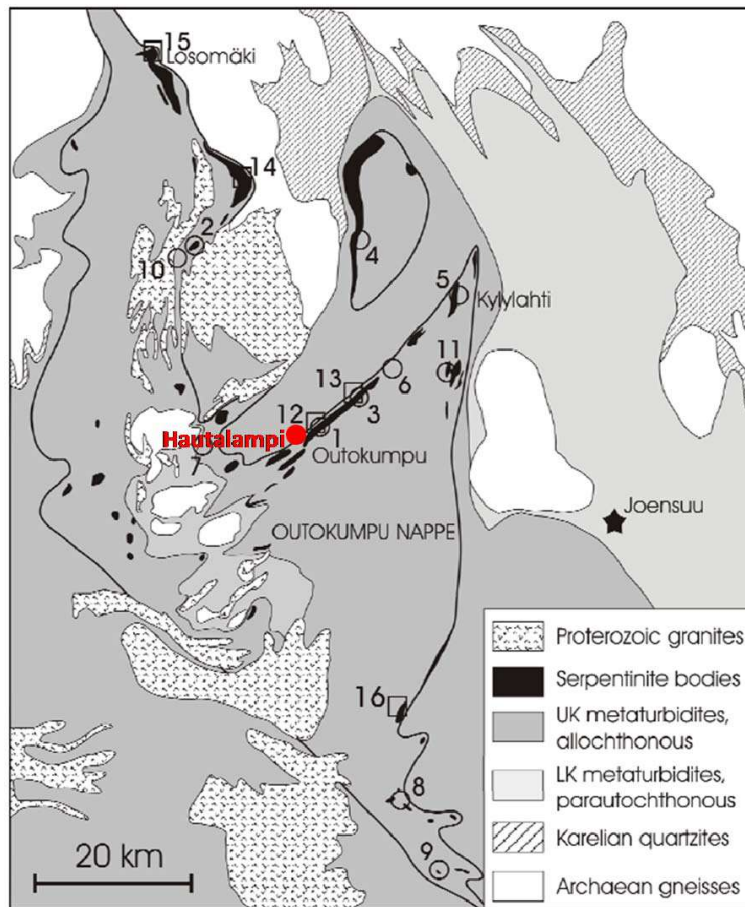 15
Losomäki
14
2
10
4
5
Kylylahti
11
6
13
3
12
1
Hautalampi
7
Outokumpu
Joensuu
OUTOKUMPU NAPPE
16
8
9
20 km
Proterozoic granites
Serpentinite bodies
UK metaturbidites,
allochthonous
LK metaturbidites,
parautochthonous
Karelian quartzites
Archaean gneisses